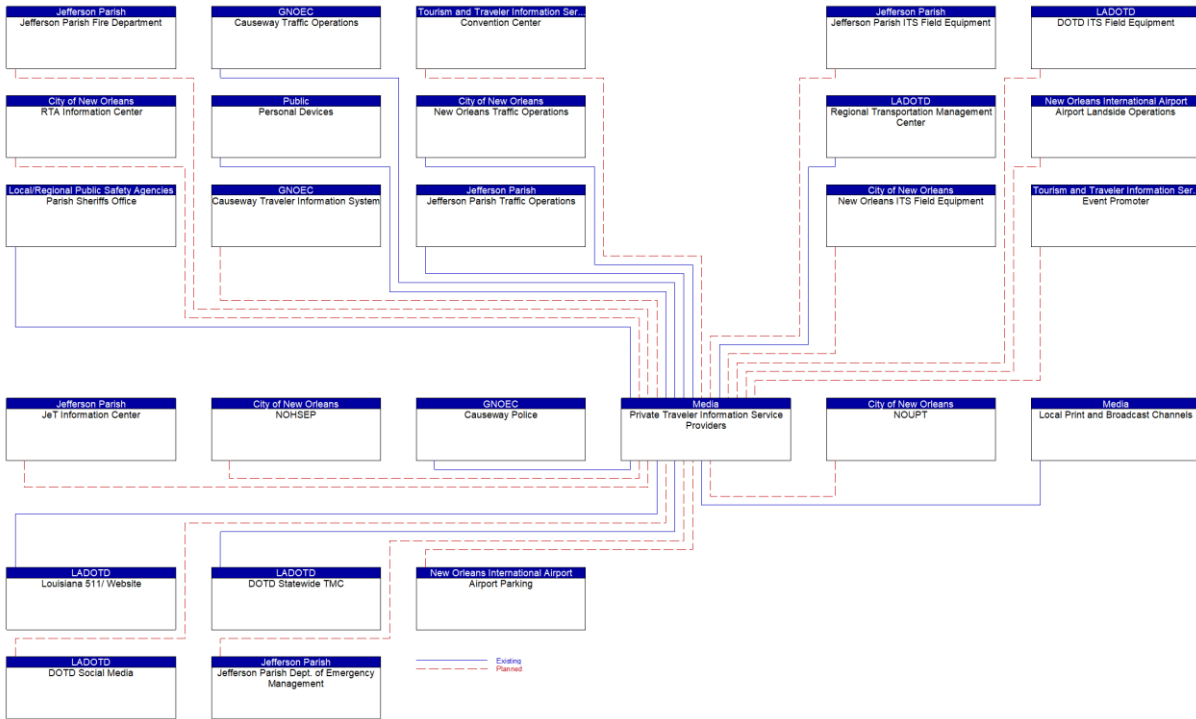 Jefferson Parish
Jefferson Parish Fire Department
GNOEC
Causeway Traffic Operations
Tourism and Traveler Information Ser...
Convention Center
Jefferson Parish
Jefferson Parish ITS Field Equipment
LADOTD
DOTD ITS Field Equipment
City of New Orleans
RTA Information Center
Public
Personal Devices
City of New Orleans
New Orleans Traffic Operations
LADOTD
Regional Transportation Management
Center
New Orleans International Airport
Airport Landside Operations
Local/Regional Public Safety Agencies
Parish Sheriffs Office
GNOEC
Causeway Traveler Information System
Jefferson Parish
Jefferson Parish Traffic Operations
City of New Orleans
New Orleans ITS Field Equipment
Tourism and Traveler Information Ser...
Event Promoter
Jefferson Parish
JeT Information Center
City of New Orleans
NOHSEP
GNOEC
Causeway Police
Media
Private Traveler Information Service
Providers
City of New Orleans
NOUPT
Media
Local Print and Broadcast Channels
LADOTD
Louisiana 511/ Website
LADOTD
DOTD Statewide TMC
New Orleans International Airport
Airport Parking
LADOTD
DOTD Social Media
Jefferson Parish
Jefferson Parish Dept. of Emergency
Management
Existing
Planned